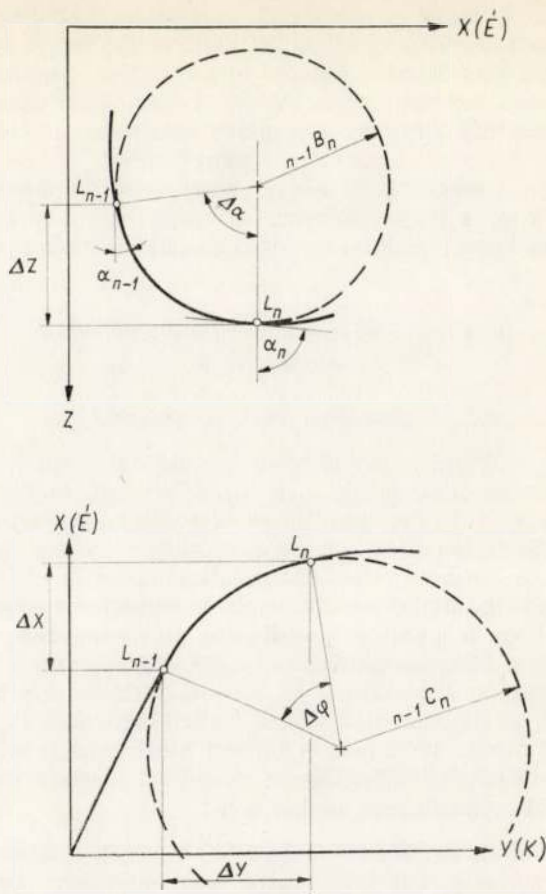 X(É)
n-1Bn
Ln-1
Δα
ΔZ
αn-1
Ln
αn
Z
X(É)
Ln
ΔX
Ln-1
Δφ
n-1Cn
Y(K)
ΔY